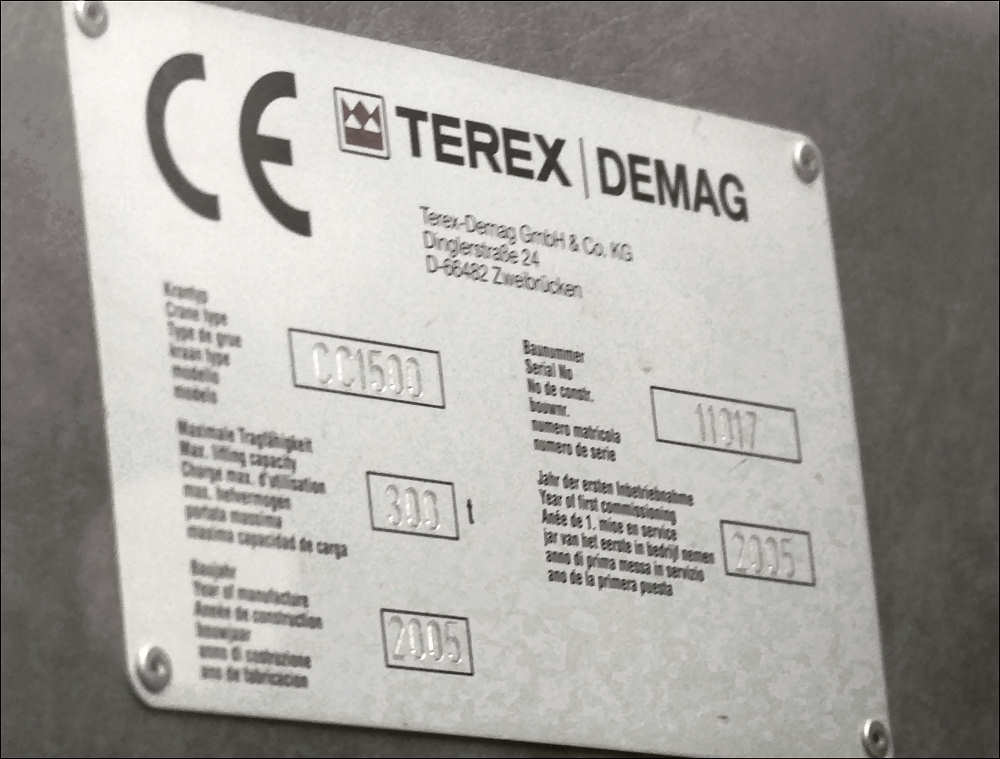 CE
TEREX | DEMAG
Terex-Demag GmbH & Co. KG
Dinglerstraße 24
D-66482 Zweibrücken
Krantyp
Crane type
Type de grue
kraan type
modello
modelo
CC1500
Maximale Tragfähigkeit
Max. lifting capacity
Charge max. d'utilisation
max. hefvermogen
portata massima
maxima capacidad de carga
300 t
Baujahr
Year of manufacture
Année de construction
bouwjaar
anno di costruzione
ano de fabricacion
2005
Baunummer
Serial No
No de constr.
bouwnr.
numero matricola
numero de serie
11017
Jahr der ersten Inbetriebnahme
Year of first commissioning
Anée de 1. mise en service
jar van het eerste in bedrijf nemen
anno di prima messa in servizio
ano de la primera puesta
2005